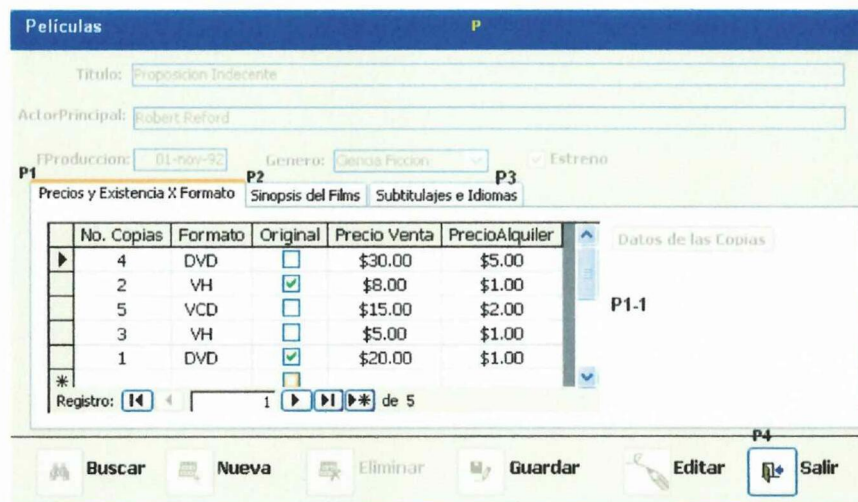 Películas P
Titulo: Proposicion Indecente
ActorPrincipal: Robert Reford
FProduccion: 01-nov-92 Genero: Ciencia Ficcion Estreno
P1 P2 P3
Precios y Existencia X Formato Sinopsis del Films Subtitulajes e Idiomas
No. Copias Formato Original Precio Venta PrecioAlquiler Datos de las Copias
4 DVD $30.00 $5.00
2 VH $8.00 $1.00
5 VCD $15.00 $2.00 P1-1
3 VH $5.00 $1.00
1 DVD $20.00 $1.00
Registro: 1 de 5
P4
Buscar Nueva Eliminar Guardar Editar Salir